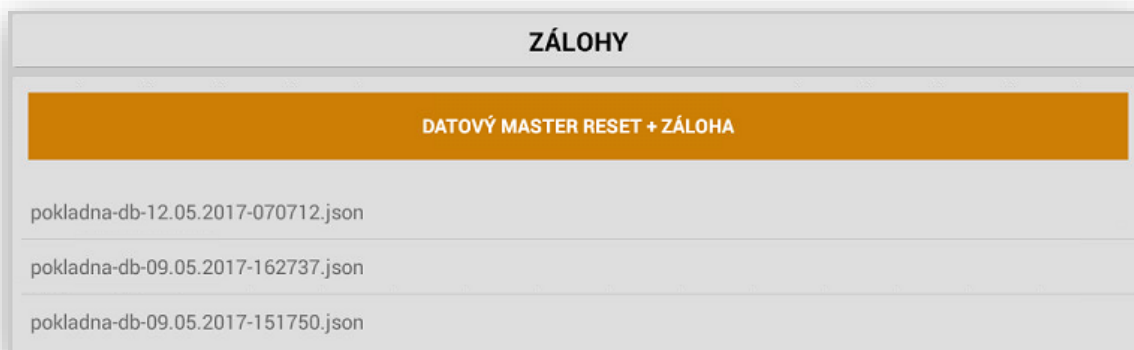 ZÁLOHY
DATOVÝ MASTER RESET + ZÁLOHA
pokladna-db-12.05.2017-070712.json
pokladna-db-09.05.2017-162737.json
pokladna-db-09.05.2017-151750.json